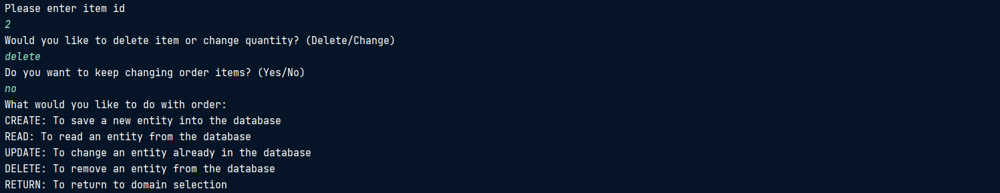 Please enter item id
2
Would you like to delete item or change quantity? (Delete/Change)
delete
Do you want to keep changing order items? (Yes/No)
no
What would you like to do with order:
CREATE: To save a new entity into the database
READ: To read an entity from the database
UPDATE: To change an entity already in the database
DELETE: To remove an entity from the database
RETURN: To return to domain selection